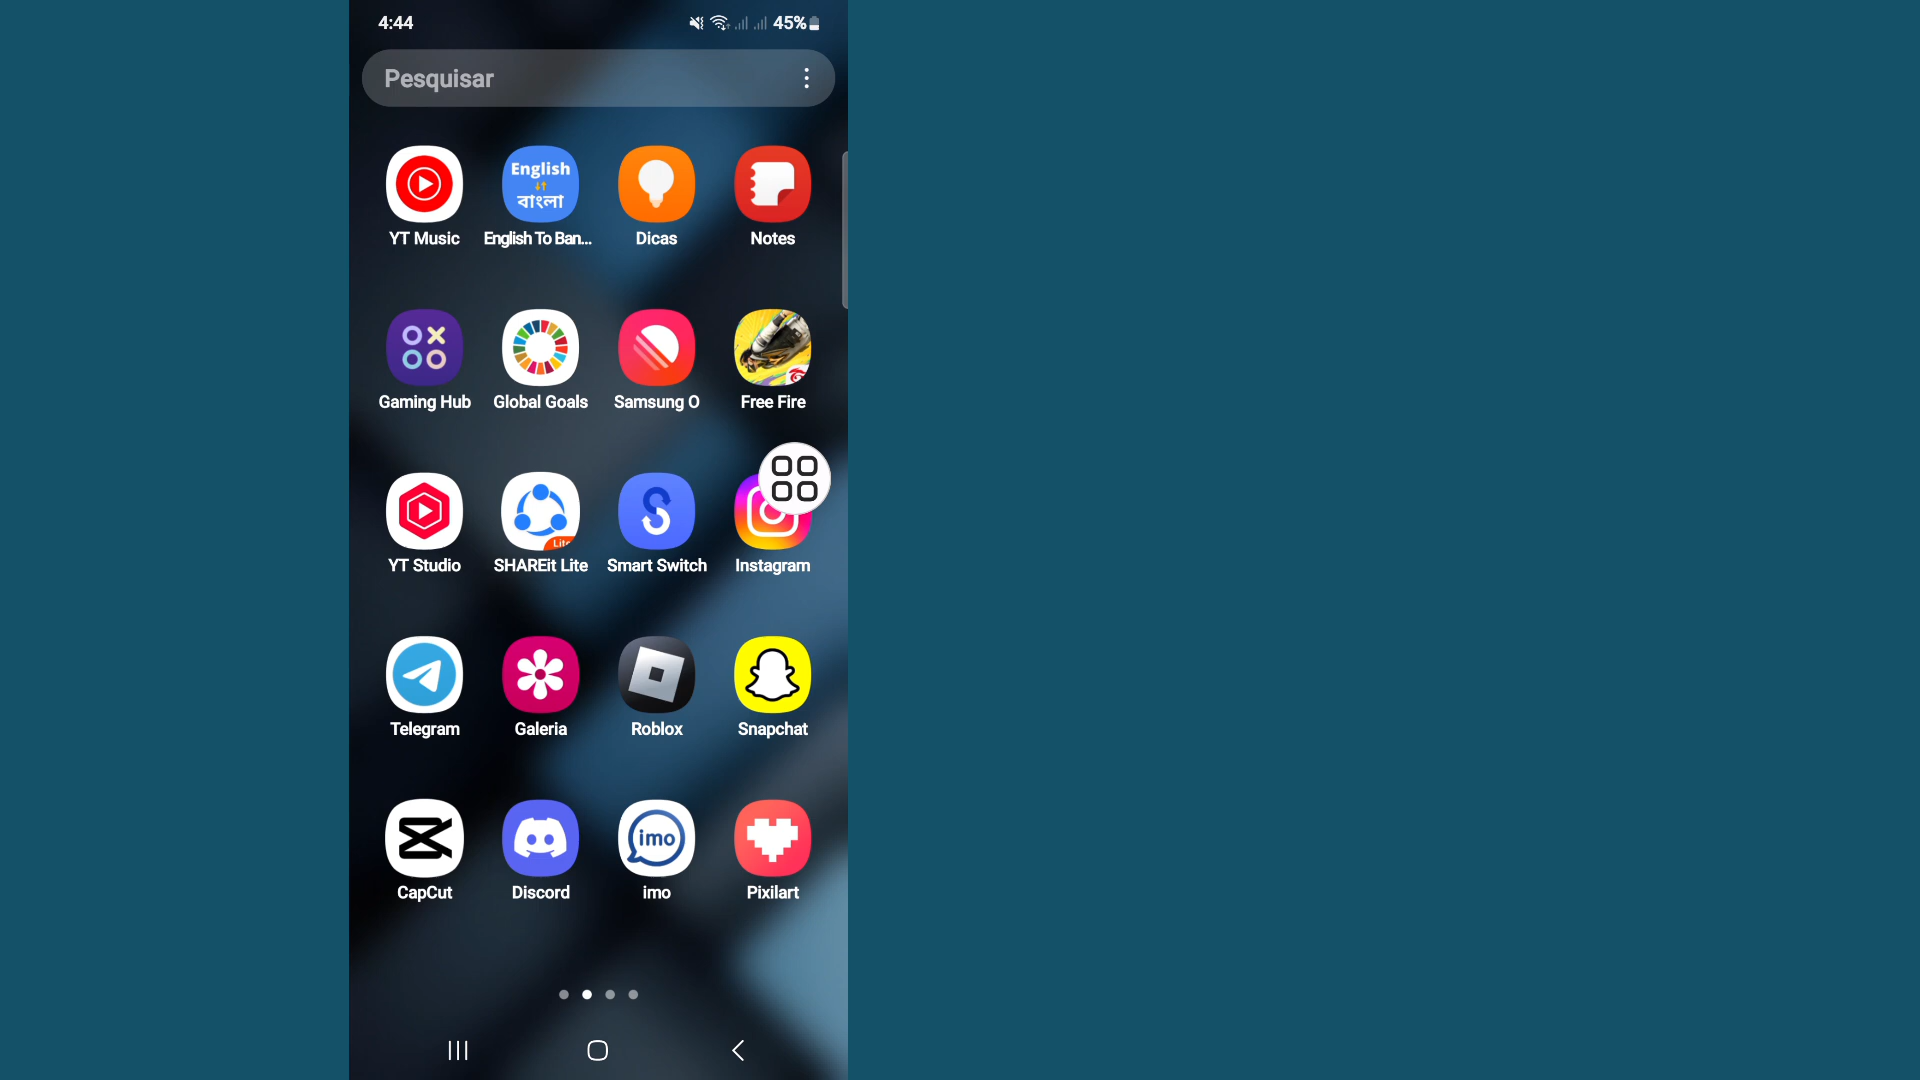 4:44
45%
Pesquisar
English
বাংলা
YT Music
English To Ban...
Dicas
Notes
Gaming Hub
Global Goals
Samsung O
Free Fire
Lite
YT Studio
SHAREit Lite
Smart Switch
Instagram
Telegram
Galeria
Roblox
Snapchat
imo
CapCut
Discord
imo
Pixilart